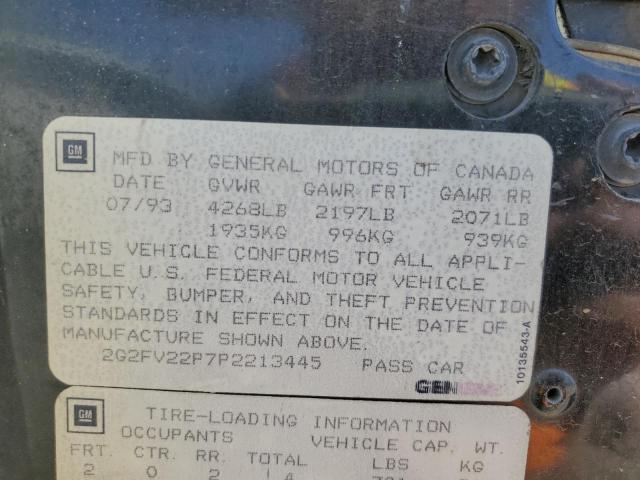 GM
MFD BY GENERAL MOTORS OF CANADA
DATE GVWR GAWR FRT GAWR RR
07/93 4268LB 2197LB 2071LB
1935KG 996KG 939KG
THIS VEHICLE CONFORMS TO ALL APPLI-
CABLE U.S. FEDERAL MOTOR VEHICLE
SAFETY, BUMPER, AND THEFT PREVENTION
STANDARDS IN EFFECT ON THE DATE OF
MANUFACTURE SHOWN ABOVE.
2G2FV22P7P2213445 PASS CAR
GEN
10135543-A
GM
TIRE-LOADING INFORMATION
OCCUPANTS VEHICLE CAP. WT.
FRT. CTR. RR. TOTAL LBS KG
2 0 2